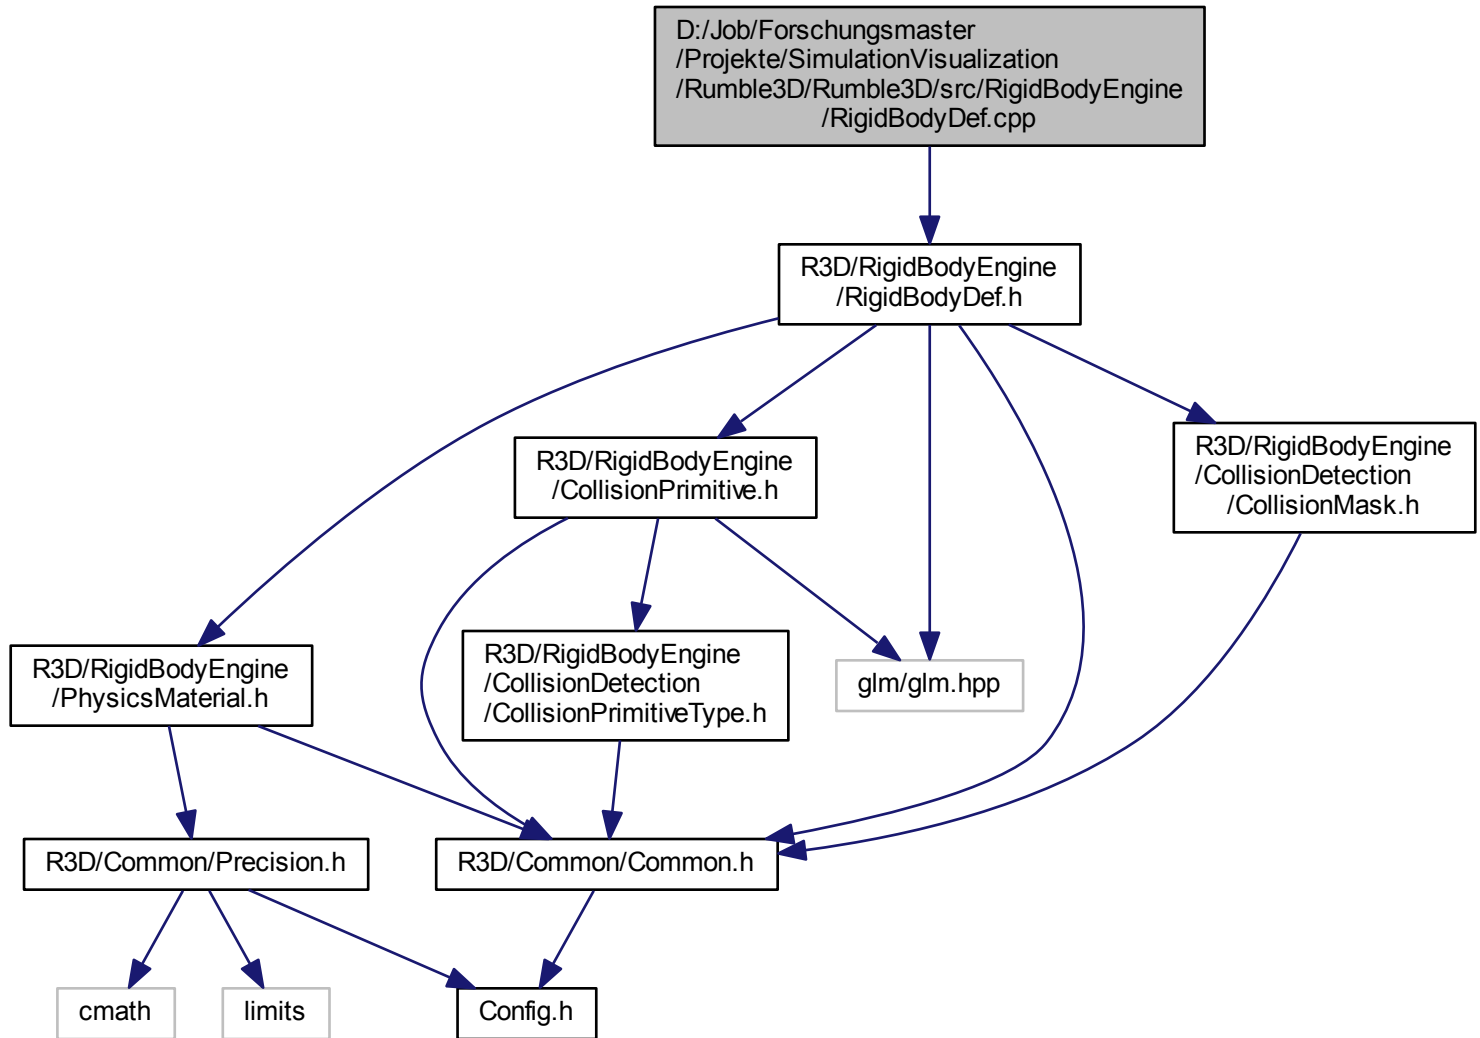 D:/Job/Forschungsmaster
/Projekte/SimulationVisualization
/Rumble3D/Rumble3D/src/RigidBodyEngine
/RigidBodyDef.cpp
R3D/RigidBodyEngine
/RigidBodyDef.h
R3D/RigidBodyEngine
/CollisionPrimitive.h
R3D/RigidBodyEngine
/CollisionDetection
/CollisionMask.h
R3D/RigidBodyEngine
/PhysicsMaterial.h
R3D/RigidBodyEngine
/CollisionDetection
/CollisionPrimitiveType.h
glm/glm.hpp
R3D/Common/Precision.h
R3D/Common/Common.h
cmath
limits
Config.h